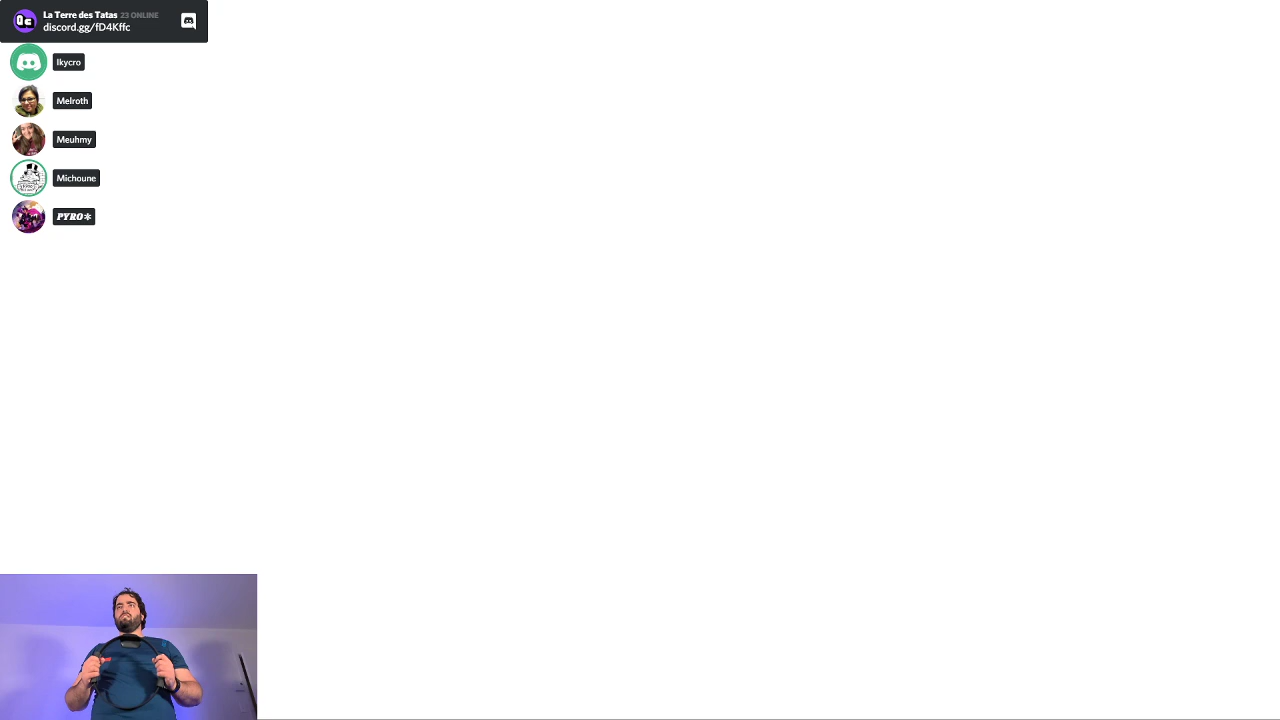 La Terre des Tatas 23 ONLINE
discord.gg/fD4Kffc
Ikycro
Melroth
Meuhmy
Michoune
PYRO*